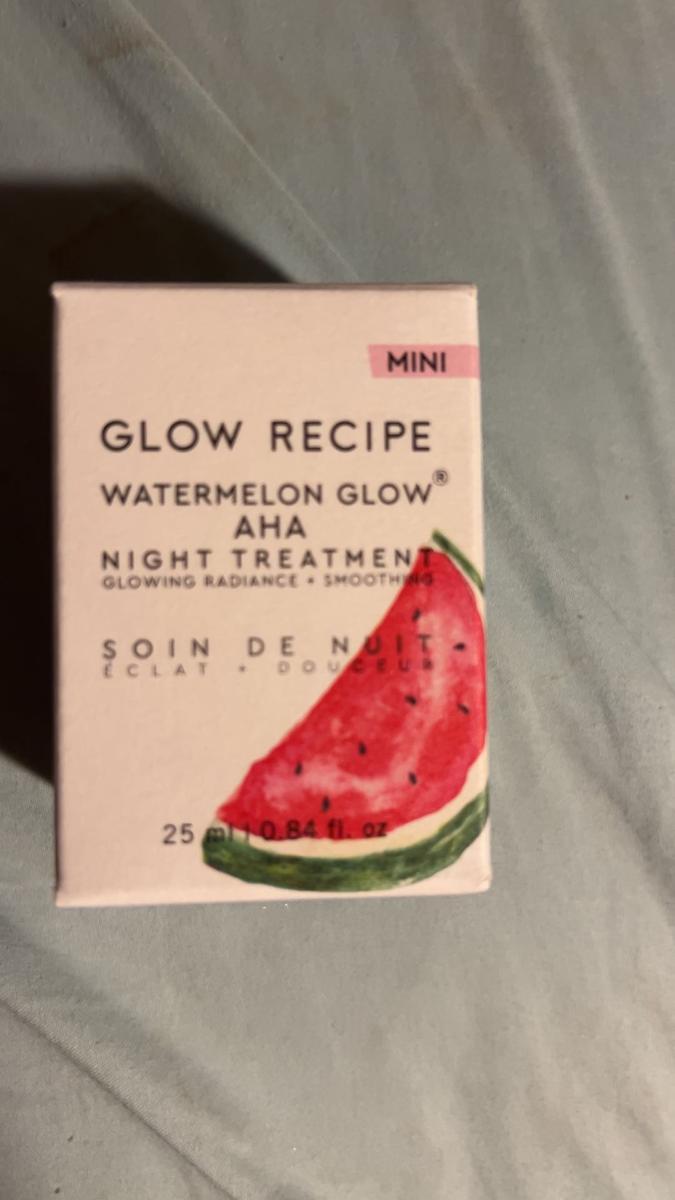 MINI
GLOW RECIPE
WATERMELON GLOW®
AHA
NIGHT TREATMENT
GLOWING RADIANCE + SMOOTHING
SOIN DE NUIT
ÉCLAT + DOUCEUR
25 ml | 0.84 fl. oz